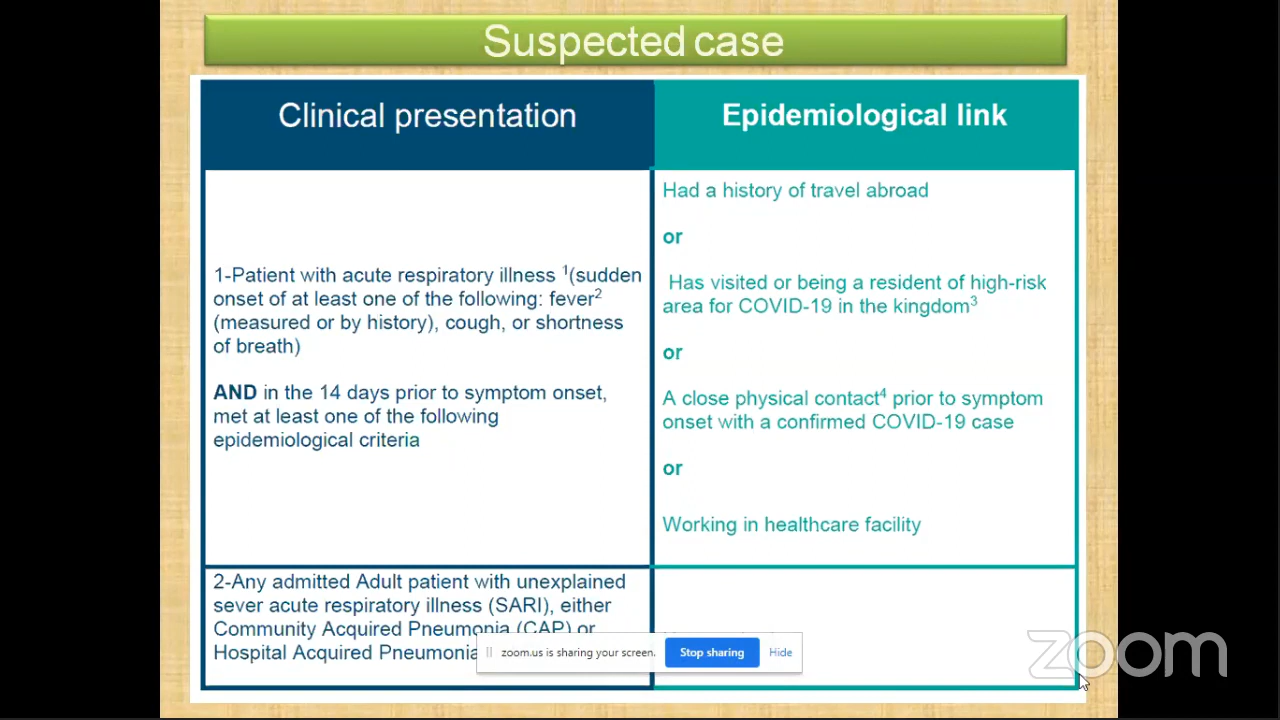 Suspected case
Clinical presentation
Epidemiological link
1-Patient with acute respiratory illness ¹(sudden
onset of at least one of the following: fever²
(measured or by history), cough, or shortness
of breath)
AND in the 14 days prior to symptom onset,
met at least one of the following
epidemiological criteria
Had a history of travel abroad
or
Has visited or being a resident of high-risk
area for COVID-19 in the kingdom³
or
A close physical contact⁴ prior to symptom
onset with a confirmed COVID-19 case
or
Working in healthcare facility
2-Any admitted Adult patient with unexplained
sever acute respiratory illness (SARI), either
Community Acquired Pneumonia (CAP) or
Hospital Acquired Pneumonia
zoom.us is sharing your screen.
Stop sharing
Hide
zoom